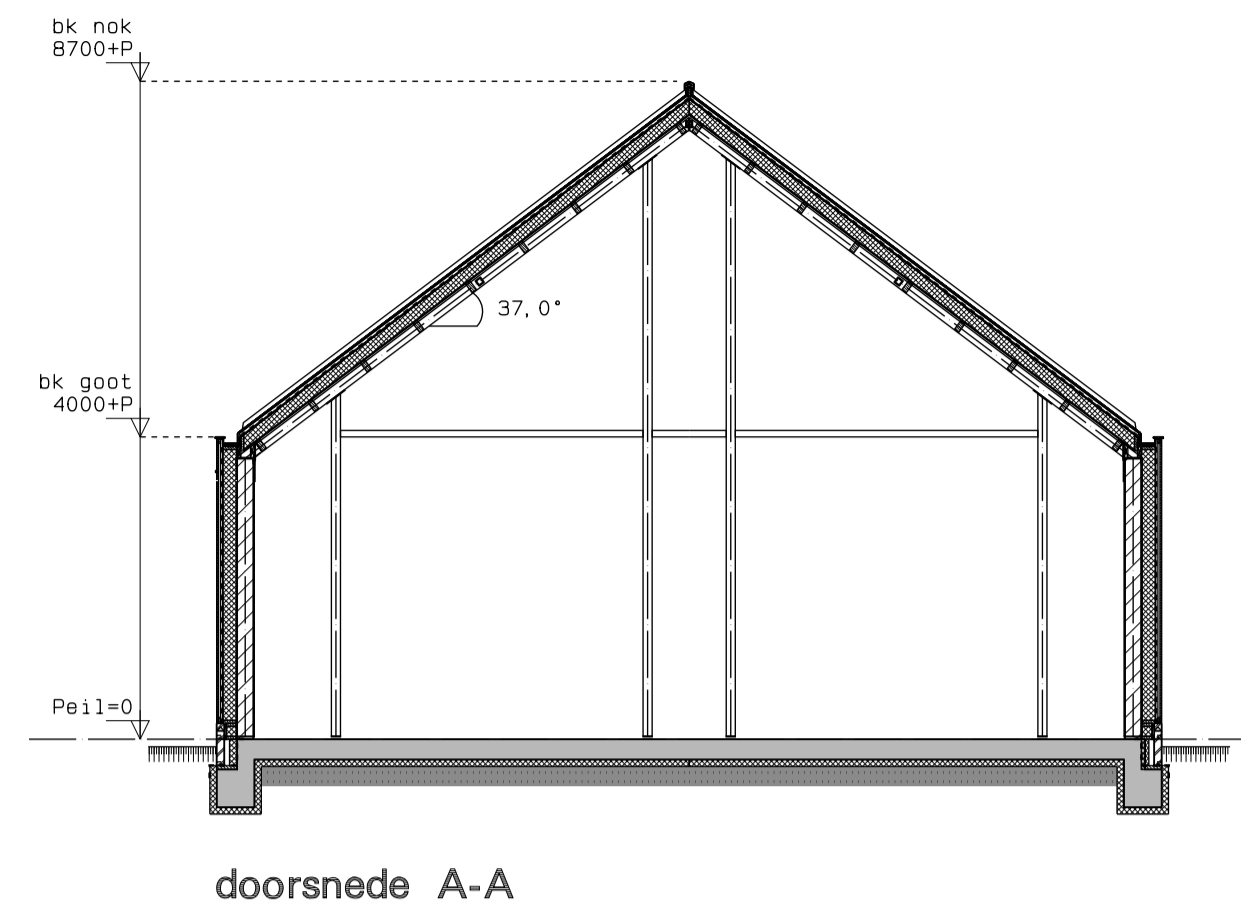 bk nok
8700+P
37,0°
bk goot
4000+P
Peil=0
doorsnede A-A